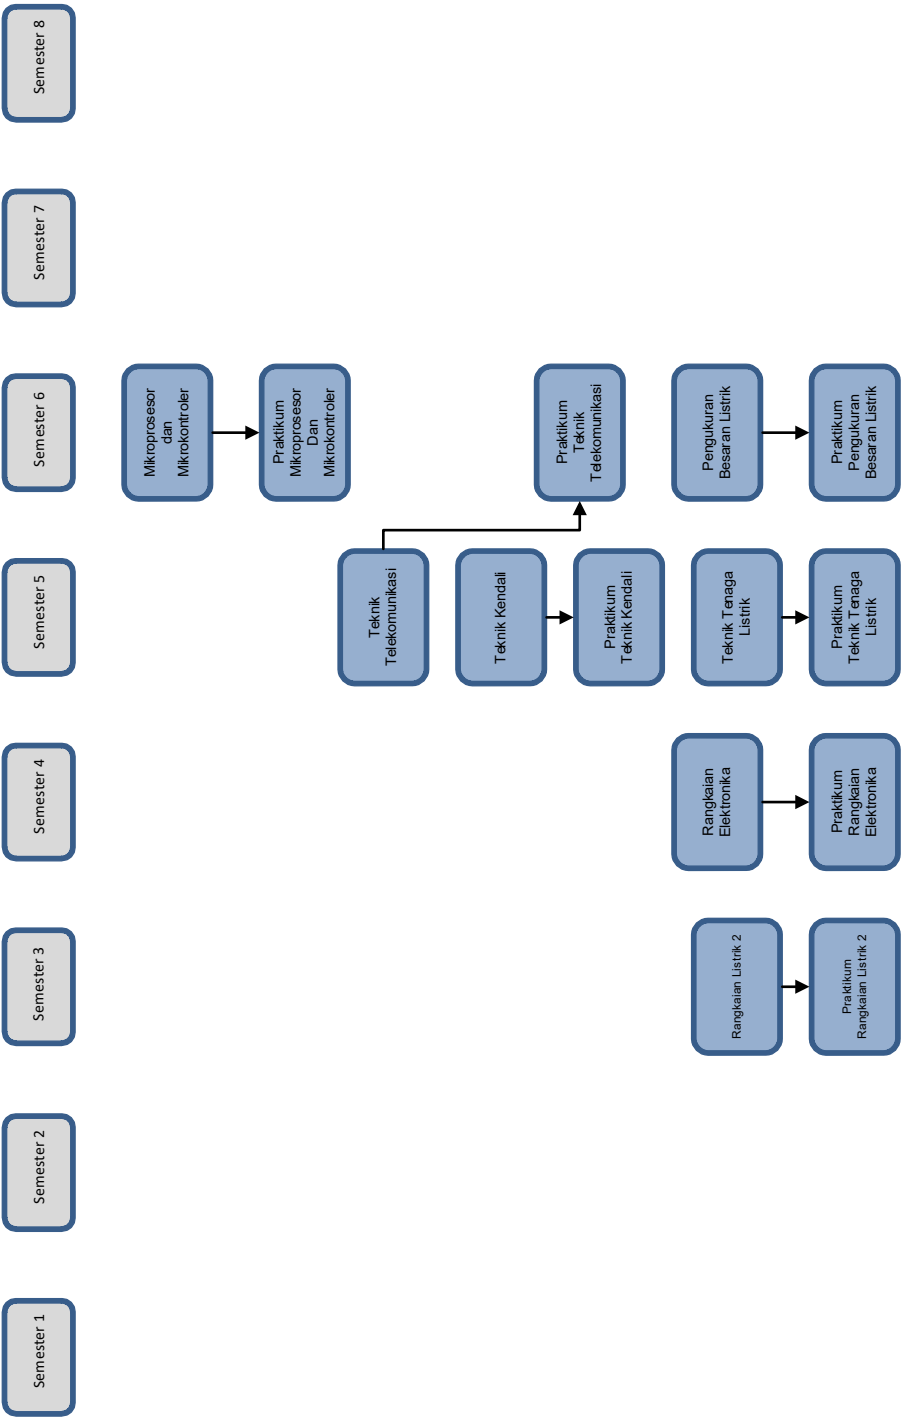 Semester 1
Semester 2
Semester 3
Semester 4
Semester 5
Semester 6
Semester 7
Semester 8
Mikroprosesor
dan
Mikrokontroler
Praktikum
Mikroprosesor
Dan
Mikrokontroler
Teknik
Telekomunikasi
Teknik Kendali
Praktikum
Teknik
Telekomunikasi
Praktikum
Teknik Kendali
Rangkaian Listrik 2
Rangkaian
Elektronika
Teknik Tenaga
Listrik
Pengukuran
Besaran Listrik
Praktikum
Rangkaian Listrik 2
Praktikum
Rangkaian
Elektronika
Praktikum
Teknik Tenaga
Listrik
Praktikum
Pengukuran
Besaran Listrik